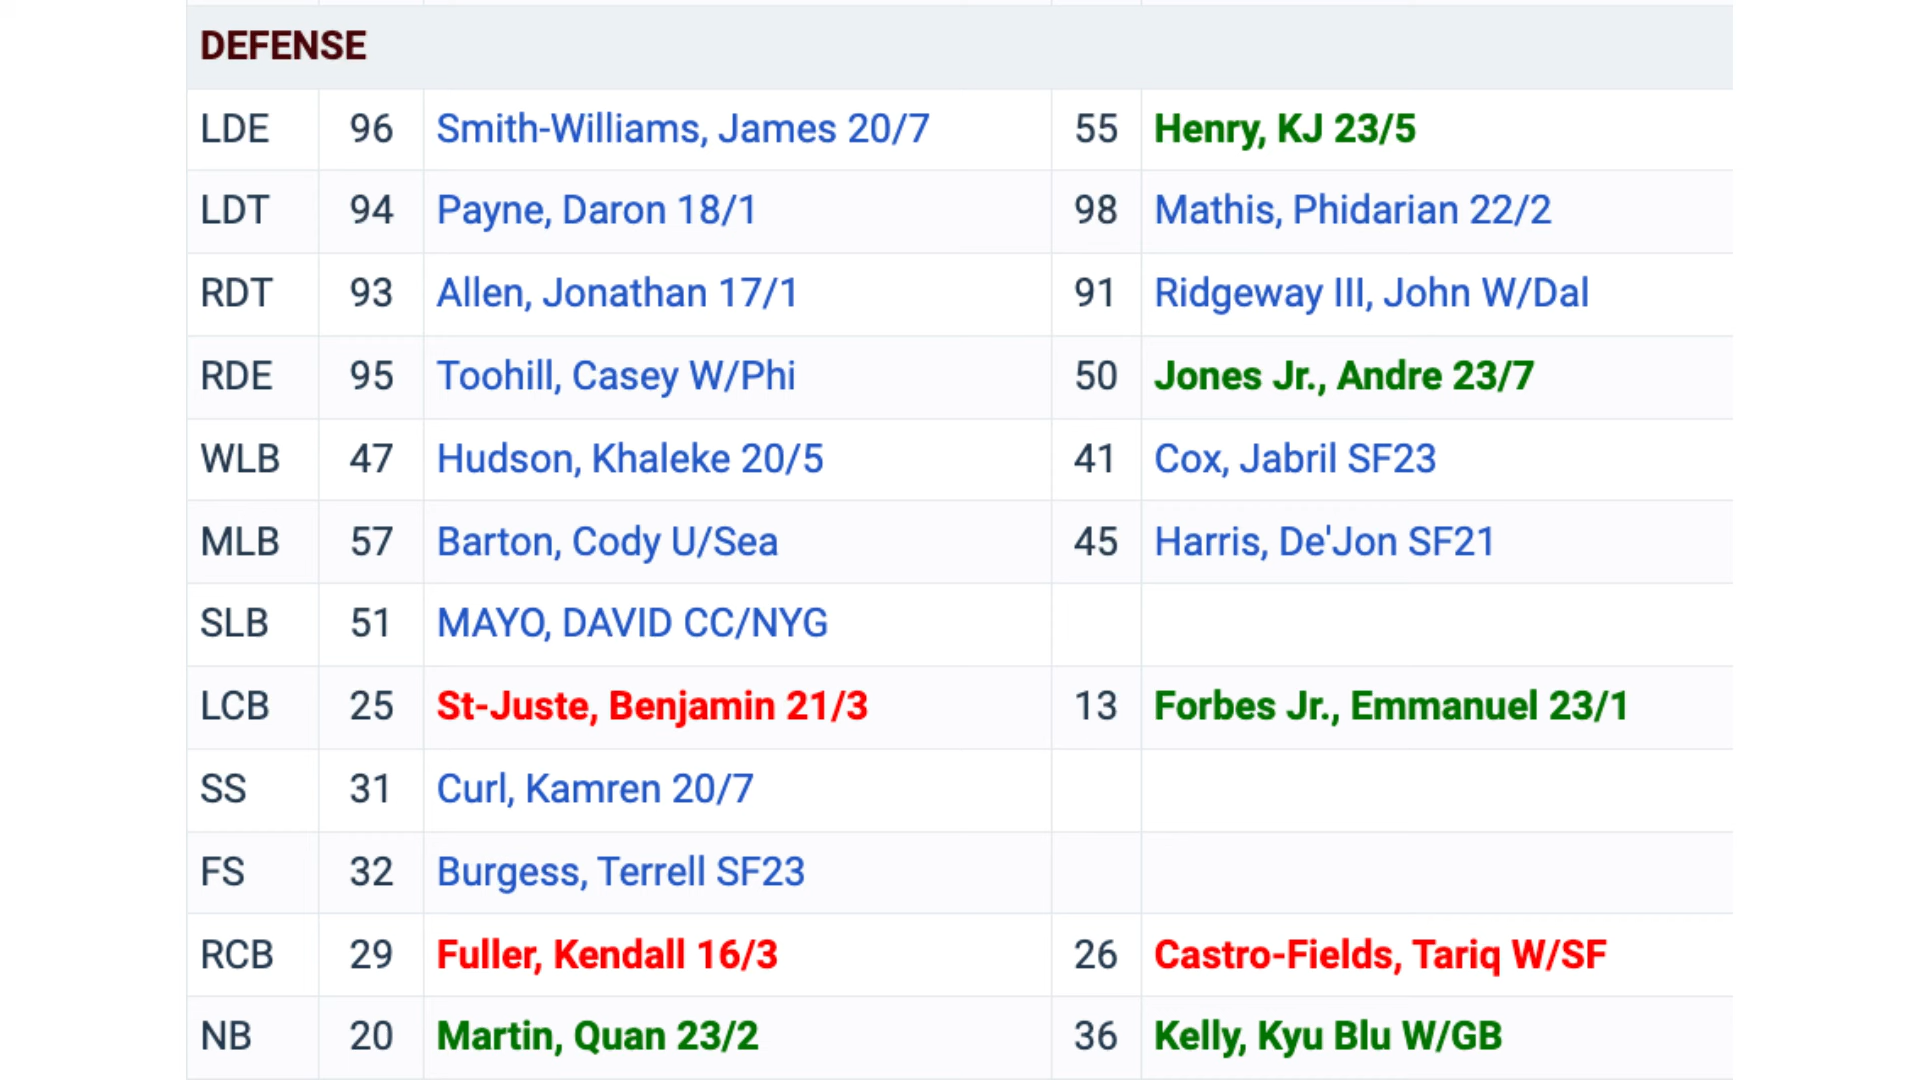 DEFENSE
LDE 96 Smith-Williams, James 20/7 55 Henry, KJ 23/5
LDT 94 Payne, Daron 18/1 98 Mathis, Phidarian 22/2
RDT 93 Allen, Jonathan 17/1 91 Ridgeway III, John W/Dal
RDE 95 Toohill, Casey W/Phi 50 Jones Jr., Andre 23/7
WLB 47 Hudson, Khaleke 20/5 41 Cox, Jabril SF23
MLB 57 Barton, Cody U/Sea 45 Harris, De'Jon SF21
SLB 51 MAYO, DAVID CC/NYG
LCB 25 St-Juste, Benjamin 21/3 13 Forbes Jr., Emmanuel 23/1
SS 31 Curl, Kamren 20/7
FS 32 Burgess, Terrell SF23
RCB 29 Fuller, Kendall 16/3 26 Castro-Fields, Tariq W/SF
NB 20 Martin, Quan 23/2 36 Kelly, Kyu Blu W/GB